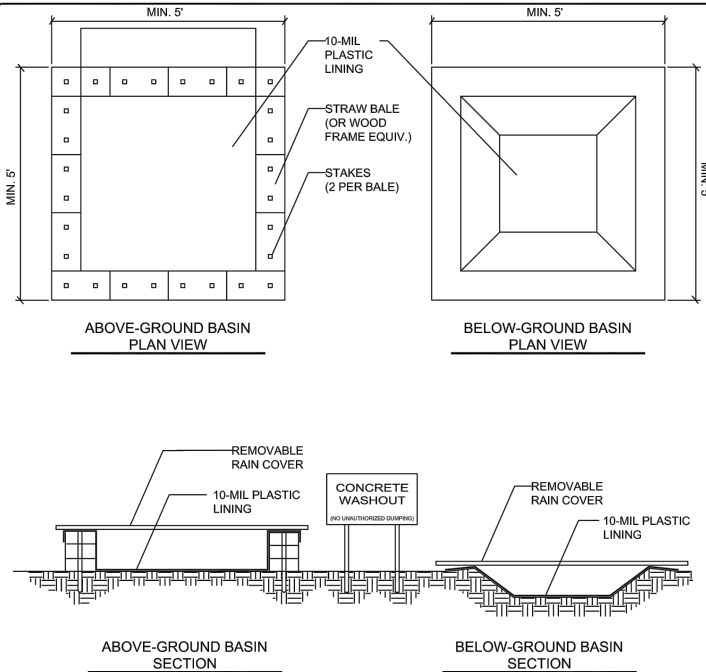 MIN. 5'
MIN. 5'
10-MIL
PLASTIC
LINING
STRAW BALE
(OR WOOD
FRAME EQUIV.)
STAKES
(2 PER BALE)
MIN. 5'
MIN. 5'
ABOVE-GROUND BASIN
PLAN VIEW
BELOW-GROUND BASIN
PLAN VIEW
REMOVABLE
RAIN COVER
10-MIL PLASTIC
LINING
CONCRETE
WASHOUT
(NO UNAUTHORIZED DUMPING)
REMOVABLE
RAIN COVER
10-MIL PLASTIC
LINING
ABOVE-GROUND BASIN
SECTION
BELOW-GROUND BASIN
SECTION